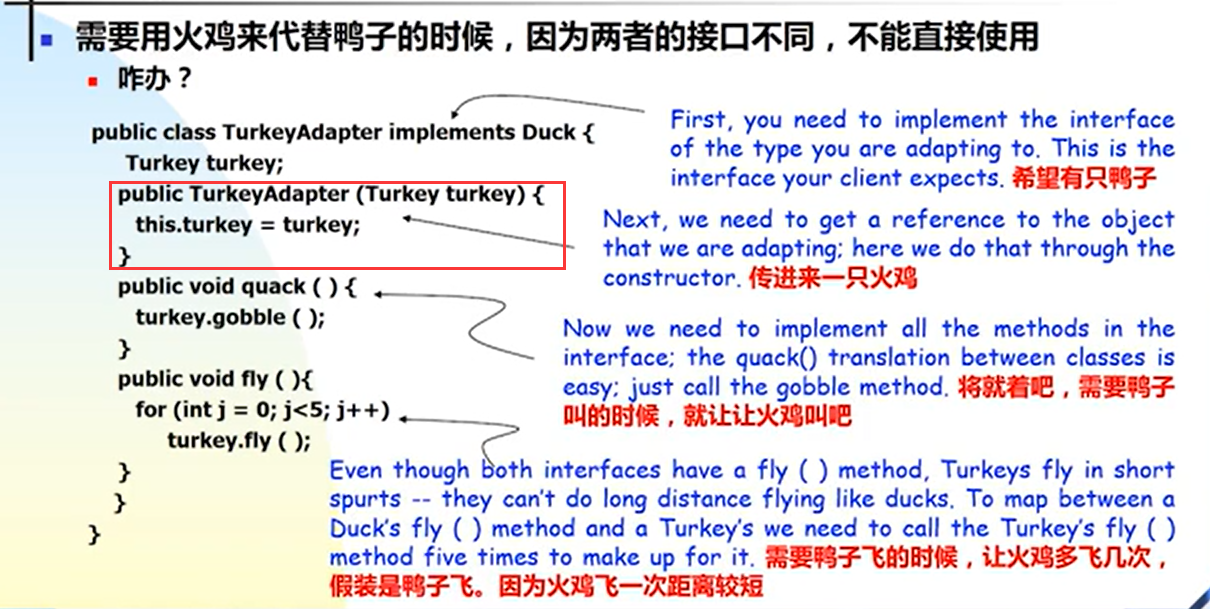 需要用火鸡来代替鸭子的时候，因为两者的接口不同，不能直接使用
咋办？
public class TurkeyAdapter implements Duck {
Turkey turkey;
public TurkeyAdapter (Turkey turkey) {
this.turkey = turkey;
}
public void quack ( ) {
turkey.gobble ( );
}
public void fly ( ){
for (int j = 0; j<5; j++)
turkey.fly ( );
}
}
}
First, you need to implement the interface
of the type you are adapting to. This is the
interface your client expects. 希望有只鸭子
Next, we need to get a reference to the object
that we are adapting; here we do that through the
constructor. 传进来一只火鸡
Now we need to implement all the methods in the
interface; the quack() translation between classes is
easy; just call the gobble method. 将就着吧，需要鸭子
叫的时候，就让让火鸡叫吧
Even though both interfaces have a fly ( ) method, Turkeys fly in short
spurts -- they can't do long distance flying like ducks. To map between a
Duck's fly ( ) method and a Turkey's we need to call the Turkey's fly ( )
method five times to make up for it. 需要鸭子飞的时候，让火鸡多飞几次，
假装是鸭子飞。因为火鸡飞一次距离较短